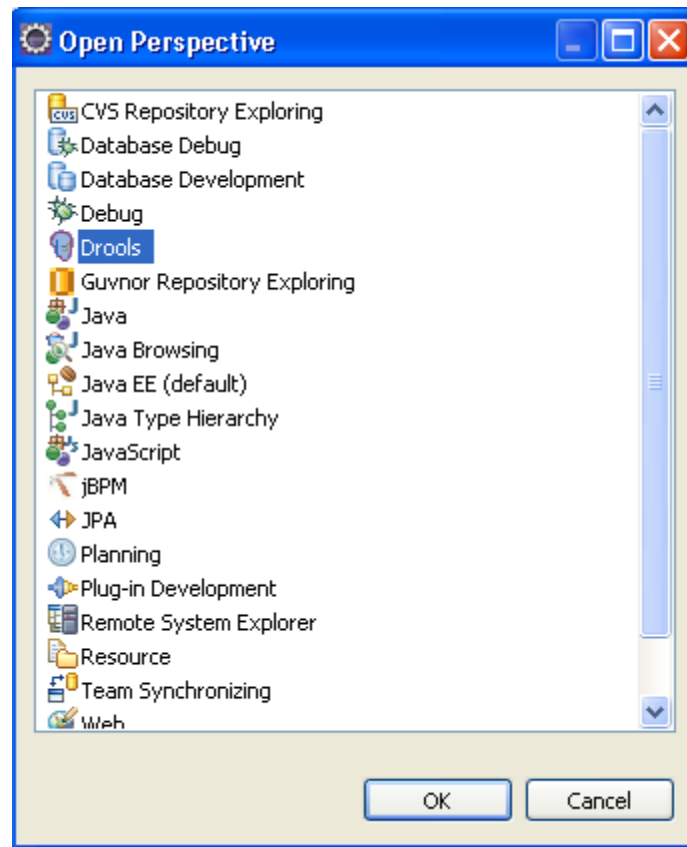 Open Perspective
CVS Repository Exploring
Database Debug
Database Development
Debug
Drools
Guvnor Repository Exploring
Java
Java Browsing
Java EE (default)
Java Type Hierarchy
JavaScript
jBPM
JPA
Planning
Plug-in Development
Remote System Explorer
Resource
Team Synchronizing
Web
OK Cancel